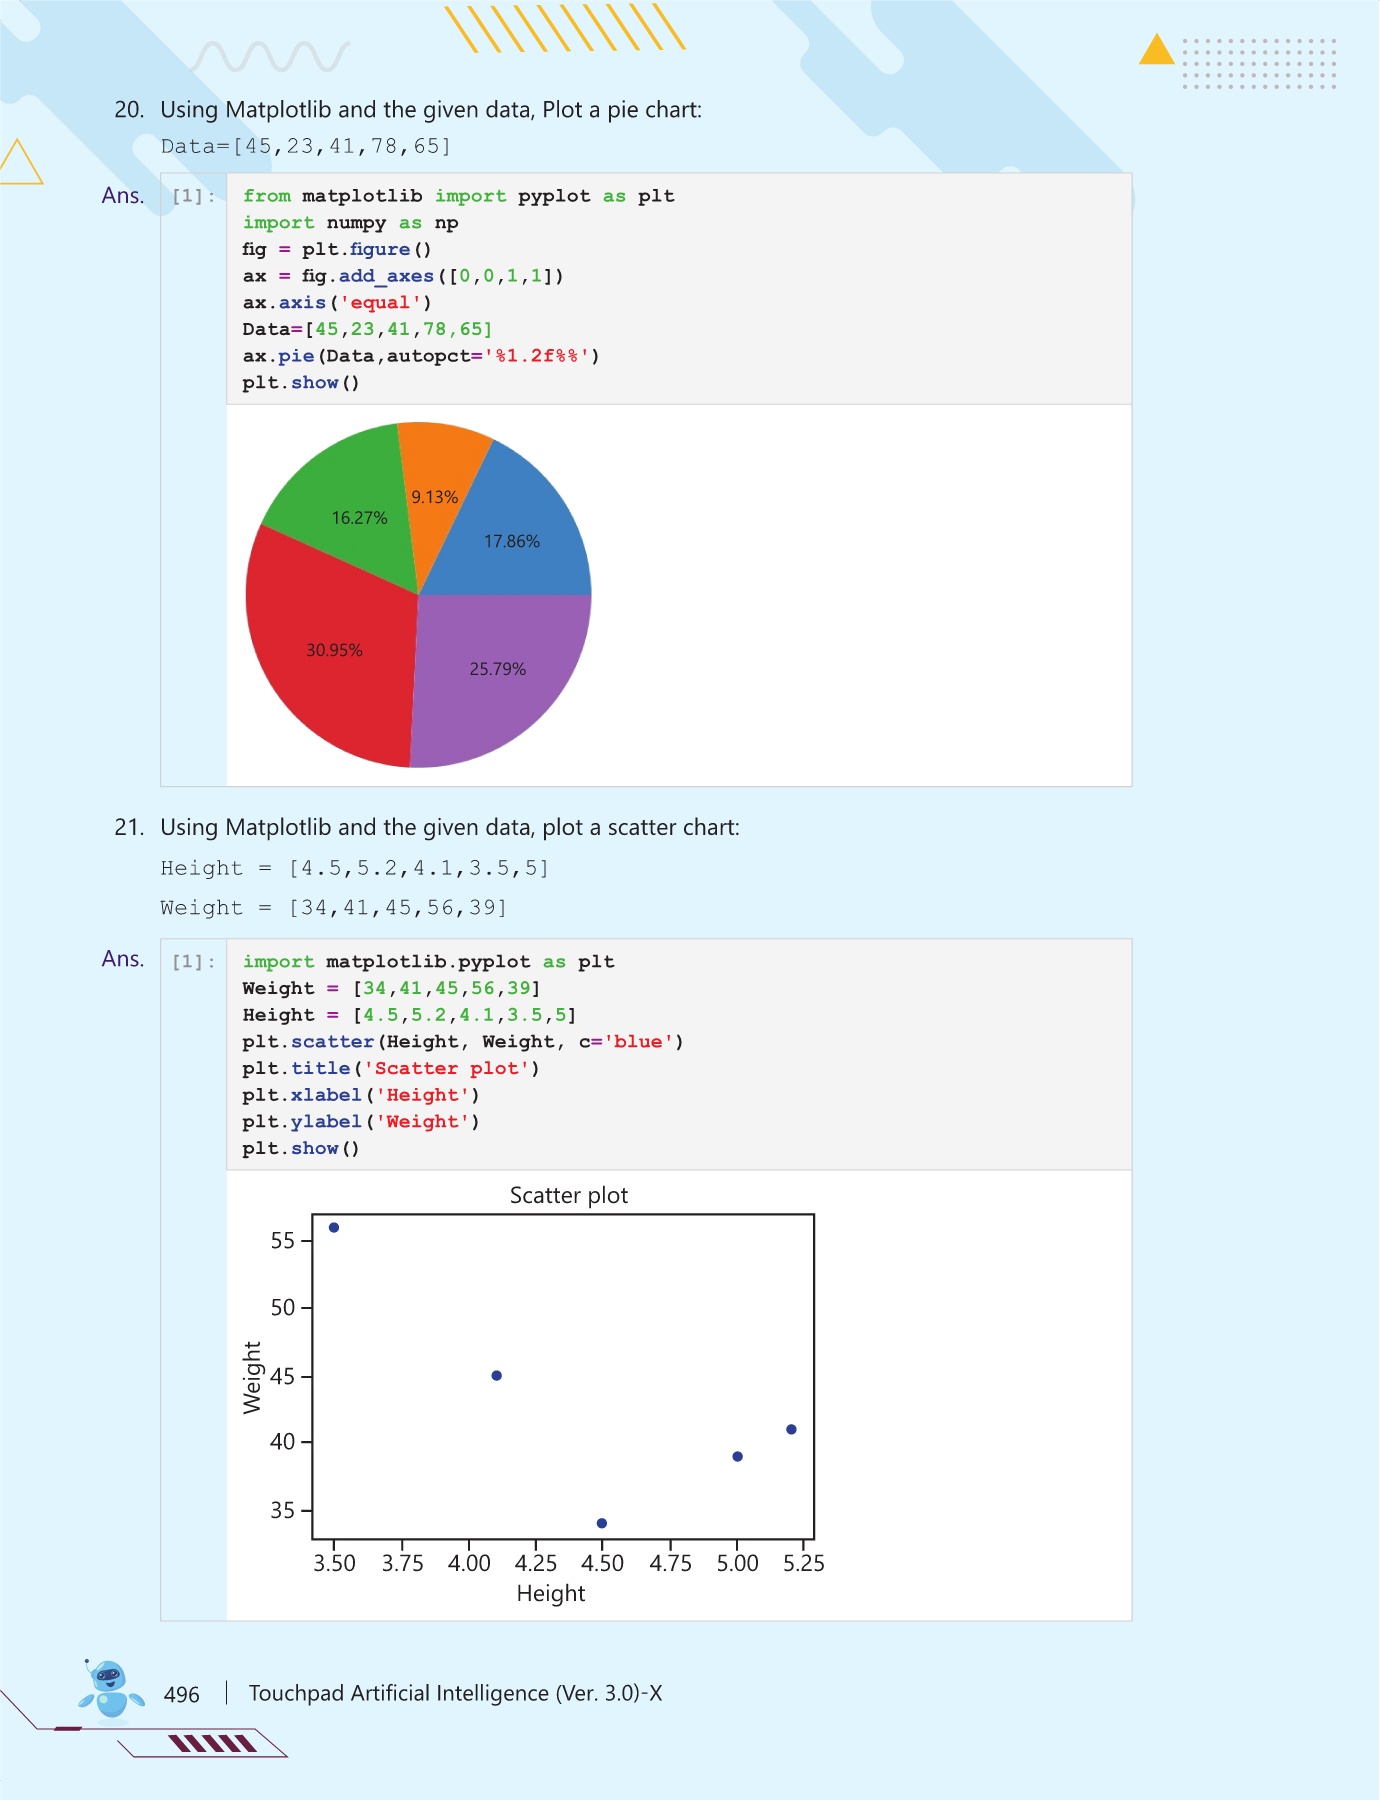 20. Using Matplotlib and the given data, Plot a pie chart:
Data=[45,23,41,78,65]
Ans. [1]: from matplotlib import pyplot as plt
import numpy as np
fig = plt.figure()
ax = fig.add_axes([0,0,1,1])
ax.axis('equal')
Data=[45,23,41,78,65]
ax.pie(Data,autopct='%1.2f%%')
plt.show()
9.13%
16.27%
17.86%
30.95%
25.79%
21. Using Matplotlib and the given data, plot a scatter chart:
Height = [4.5,5.2,4.1,3.5,5]
Weight = [34,41,45,56,39]
Ans. [1]: import matplotlib.pyplot as plt
Weight = [34,41,45,56,39]
Height = [4.5,5.2,4.1,3.5,5]
plt.scatter(Height, Weight, c='blue')
plt.title('Scatter plot')
plt.xlabel('Height')
plt.ylabel('Weight')
plt.show()
Scatter plot
55
50
45
40
35
Weight
3.50 3.75 4.00 4.25 4.50 4.75 5.00 5.25
Height
496 | Touchpad Artificial Intelligence (Ver. 3.0)-X